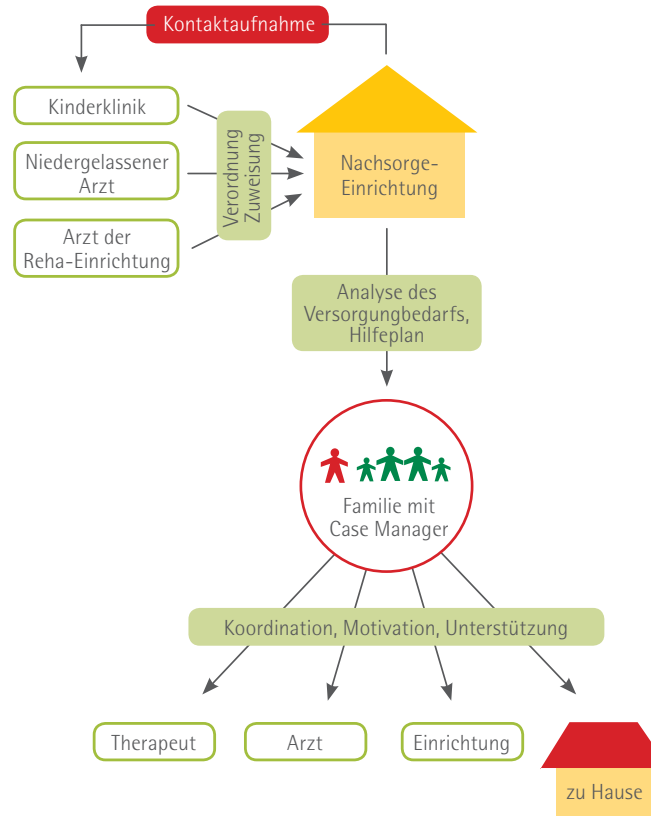 Kontaktaufnahme
Kinderklinik
Niedergelassener
Arzt
Arzt der
Reha-Einrichtung
Verordnung
Zuweisung
Nachsorge-
Einrichtung
Analyse des
Versorgungbedarfs,
Hilfeplan
Familie mit
Case Manager
Koordination, Motivation, Unterstützung
Therapeut
Arzt
Einrichtung
zu Hause